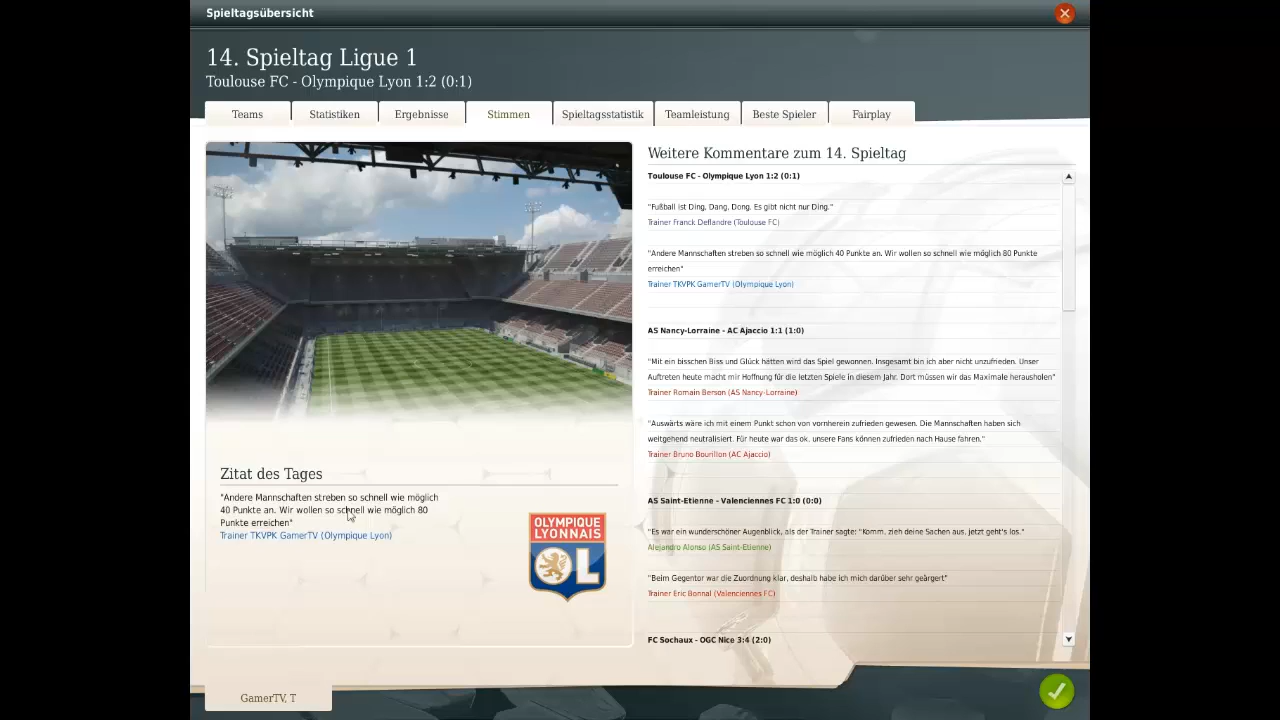 Spieltagsübersicht
14. Spieltag Ligue 1
Toulouse FC - Olympique Lyon 1:2 (0:1)
Teams
Statistiken
Ergebnisse
Stimmen
Spieltagsstatistik
Teamleistung
Beste Spieler
Fairplay
Zitat des Tages
"Andere Mannschaften streben so schnell wie möglich
40 Punkte an. Wir wollen so schnell wie möglich 80
Punkte erreichen"
Trainer TKVPK GamerTV (Olympique Lyon)
OLYMPIQUE
LYONNAIS
OL
Weitere Kommentare zum 14. Spieltag
Toulouse FC - Olympique Lyon 1:2 (0:1)
"Fußball ist Ding, Dang, Dong. Es gibt nicht nur Ding."
Trainer Franck Deflandre (Toulouse FC)
"Andere Mannschaften streben so schnell wie möglich 40 Punkte an. Wir wollen so schnell wie möglich 80 Punkte
erreichen"
Trainer TKVPK GamerTV (Olympique Lyon)
AS Nancy-Lorraine - AC Ajaccio 1:1 (1:0)
"Mit ein bisschen Biss und Glück hätten wird das Spiel gewonnen. Insgesamt bin ich aber nicht unzufrieden. Unser
Auftreten heute macht mir Hoffnung für die letzten Spiele in diesem Jahr. Dort müssen wir das Maximale herausholen"
Trainer Romain Berson (AS Nancy-Lorraine)
"Auswärts wäre ich mit einem Punkt schon von vornherein zufrieden gewesen. Die Mannschaften haben sich
weitgehend neutralisiert. Für heute war das ok, unsere Fans können zufrieden nach Hause fahren."
Trainer Bruno Bourillon (AC Ajaccio)
AS Saint-Etienne - Valenciennes FC 1:0 (0:0)
"Es war ein wunderschöner Augenblick, als der Trainer sagte: "Komm, zieh deine Sachen aus, jetzt geht's los."
Alejandro Alonso (AS Saint-Etienne)
"Beim Gegentor war die Zuordnung klar, deshalb habe ich mich darüber sehr geärgert"
Trainer Eric Bonnal (Valenciennes FC)
FC Sochaux - OGC Nice 3:4 (2:0)
GamerTV, T